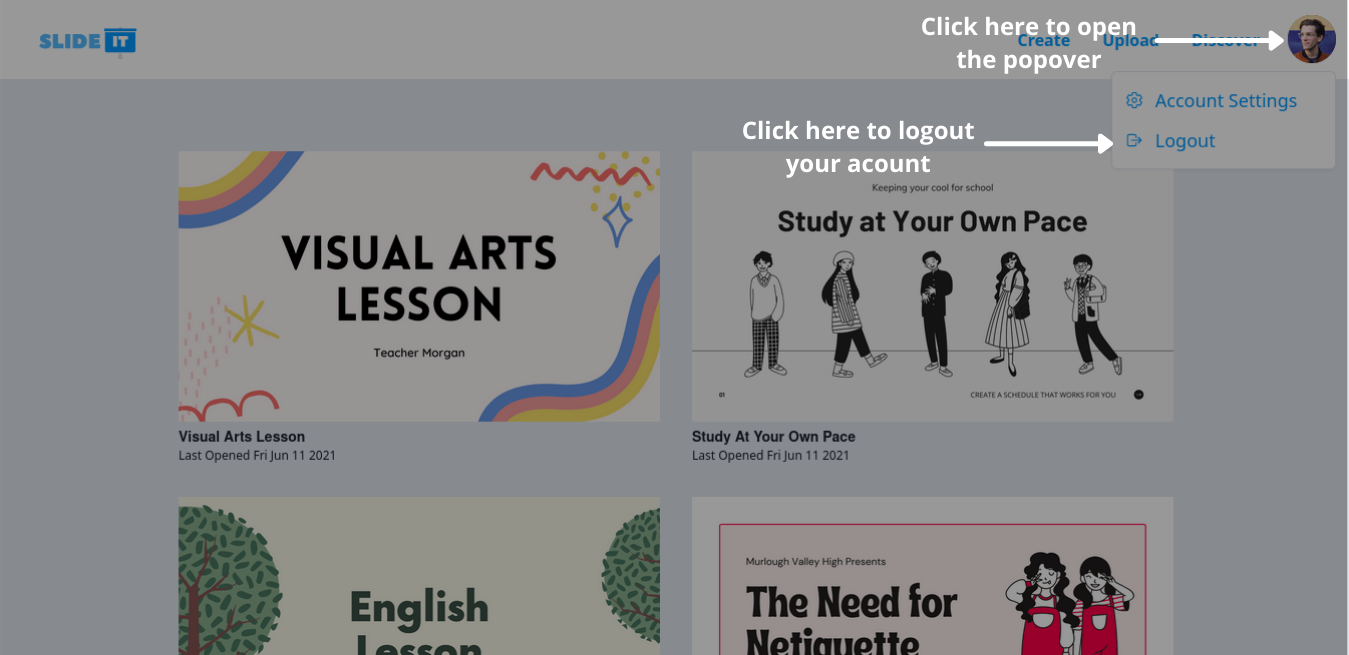 SLIDE IT
Create Upload Discover
Click here to open
the popover
Account Settings
Logout
Click here to logout
your acount
VISUAL ARTS
LESSON
Teacher Morgan
Visual Arts Lesson
Last Opened Fri Jun 11 2021
Keeping your cool for school
Study at Your Own Pace
01
CREATE A SCHEDULE THAT WORKS FOR YOU
Study At Your Own Pace
Last Opened Fri Jun 11 2021
English
Lesson
Murlough Valley High Presents
The Need for
Netiquette